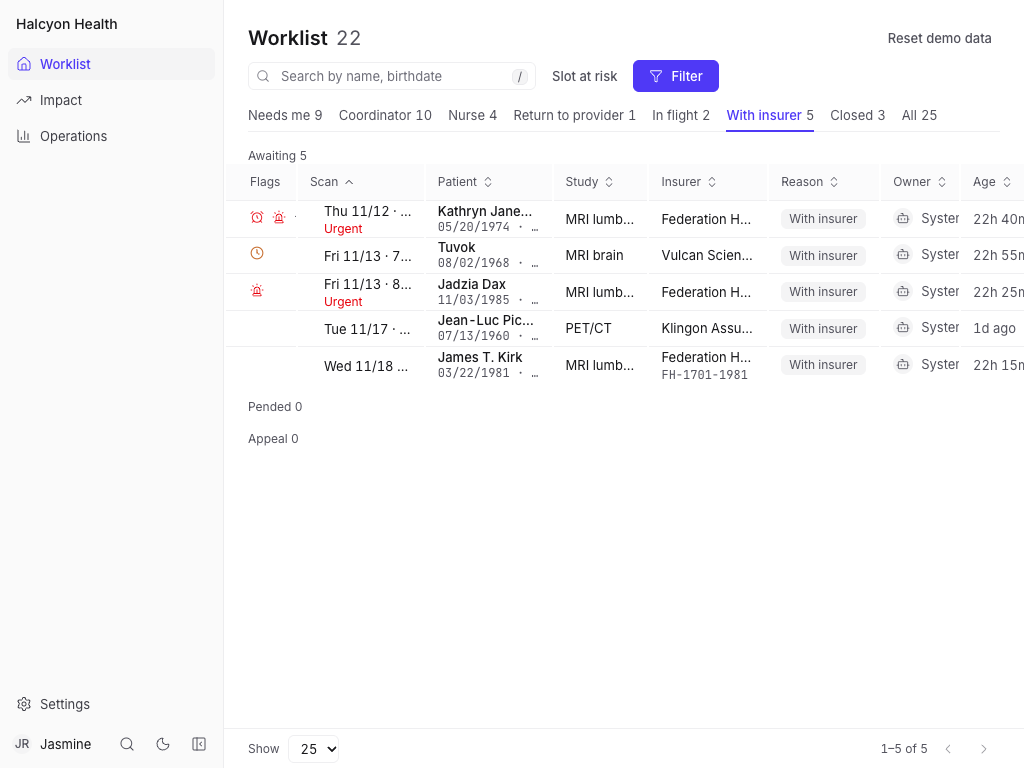 Halcyon Health
Worklist
Impact
Operations
Settings
JR Jasmine
Worklist 22
Reset demo data
Search by name, birthdate /
Slot at risk
Filter
Needs me 9 Coordinator 10 Nurse 4 Return to provider 1 In flight 2 With insurer 5 Closed 3 All 25
Awaiting 5
Flags Scan Patient Study Insurer Reason Owner Age
Thu 11/12 · ... Kathryn Jane... MRI lumb... Federation H... With insurer Syster 22h 40m
Urgent 05/20/1974 · …
Fri 11/13 · 7... Tuvok MRI brain Vulcan Scien... With insurer Syster 22h 55m
08/02/1968 · …
Fri 11/13 · 8... Jadzia Dax MRI lumb... Federation H... With insurer Syster 22h 25m
Urgent 11/03/1985 · …
Tue 11/17 · ... Jean-Luc Pic... PET/CT Klingon Assu... With insurer Syster 1d ago
07/13/1960 · …
Wed 11/18 ... James T. Kirk MRI lumb... Federation H... With insurer Syster 22h 15m
03/22/1981 · … FH-1701-1981
Pended 0
Appeal 0
Show 25
1–5 of 5